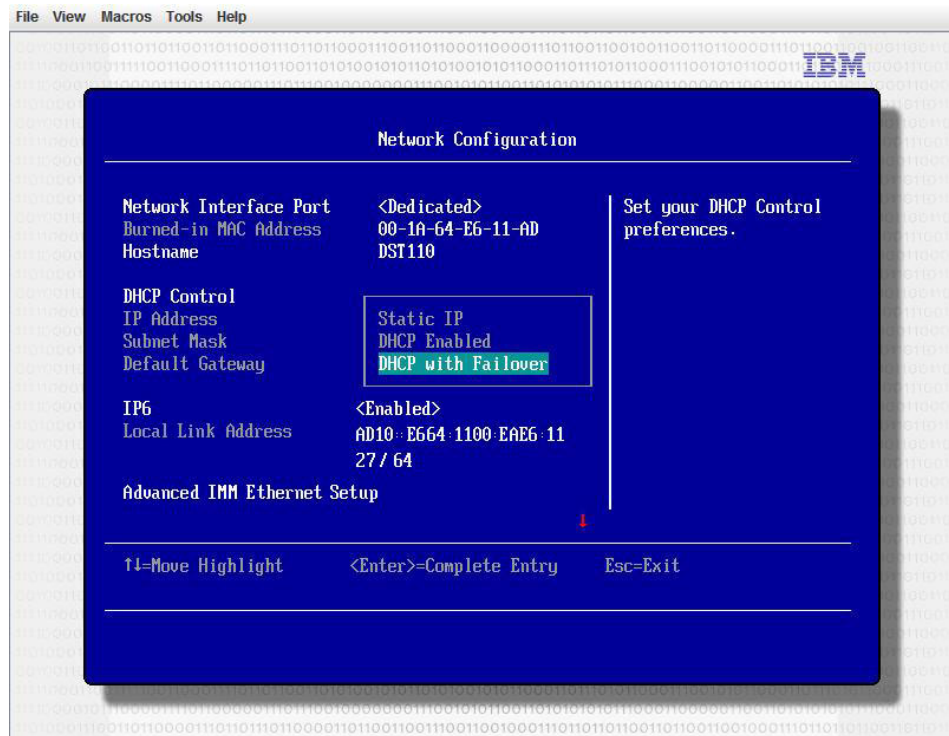 File View Macros Tools Help
IBM
Network Configuration
Network Interface Port <Dedicated>
Burned-in MAC Address 00-1A-64-E6-11-AD
Hostname DST110
DHCP Control
IP Address Static IP
Subnet Mask DHCP Enabled
Default Gateway DHCP with Failover
IP6 <Enabled>
Local Link Address AD10::E664:1100:EAE6:11
27/64
Advanced IMM Ethernet Setup
↓
Set your DHCP Control
preferences.
↑↓=Move Highlight <Enter>=Complete Entry Esc=Exit